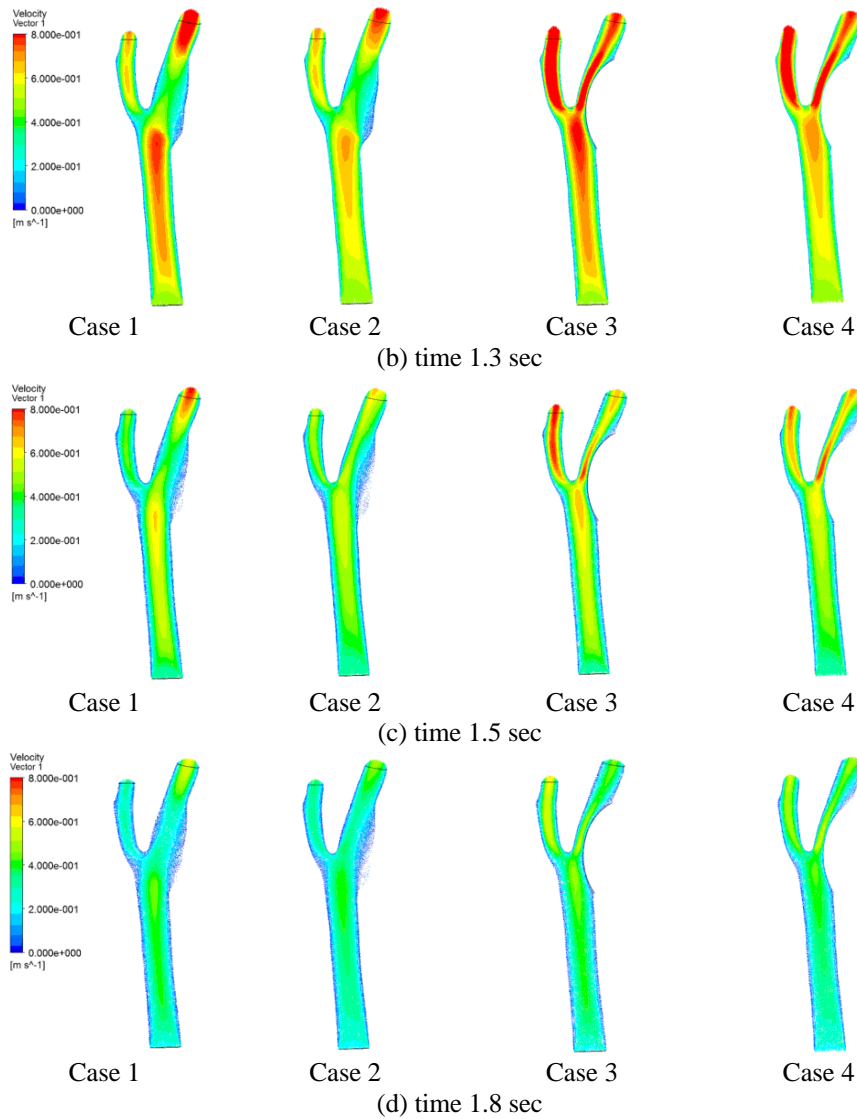 Velocity
Vector 1
8.000e-001
6.000e-001
4.000e-001
2.000e-001
0.000e+000
[m s^-1]
Case 1 Case 2 Case 3 Case 4
(b) time 1.3 sec
Velocity
Vector 1
8.000e-001
6.000e-001
4.000e-001
2.000e-001
0.000e+000
[m s^-1]
Case 1 Case 2 Case 3 Case 4
(c) time 1.5 sec
Velocity
Vector 1
8.000e-001
6.000e-001
4.000e-001
2.000e-001
0.000e+000
[m s^-1]
Case 1 Case 2 Case 3 Case 4
(d) time 1.8 sec